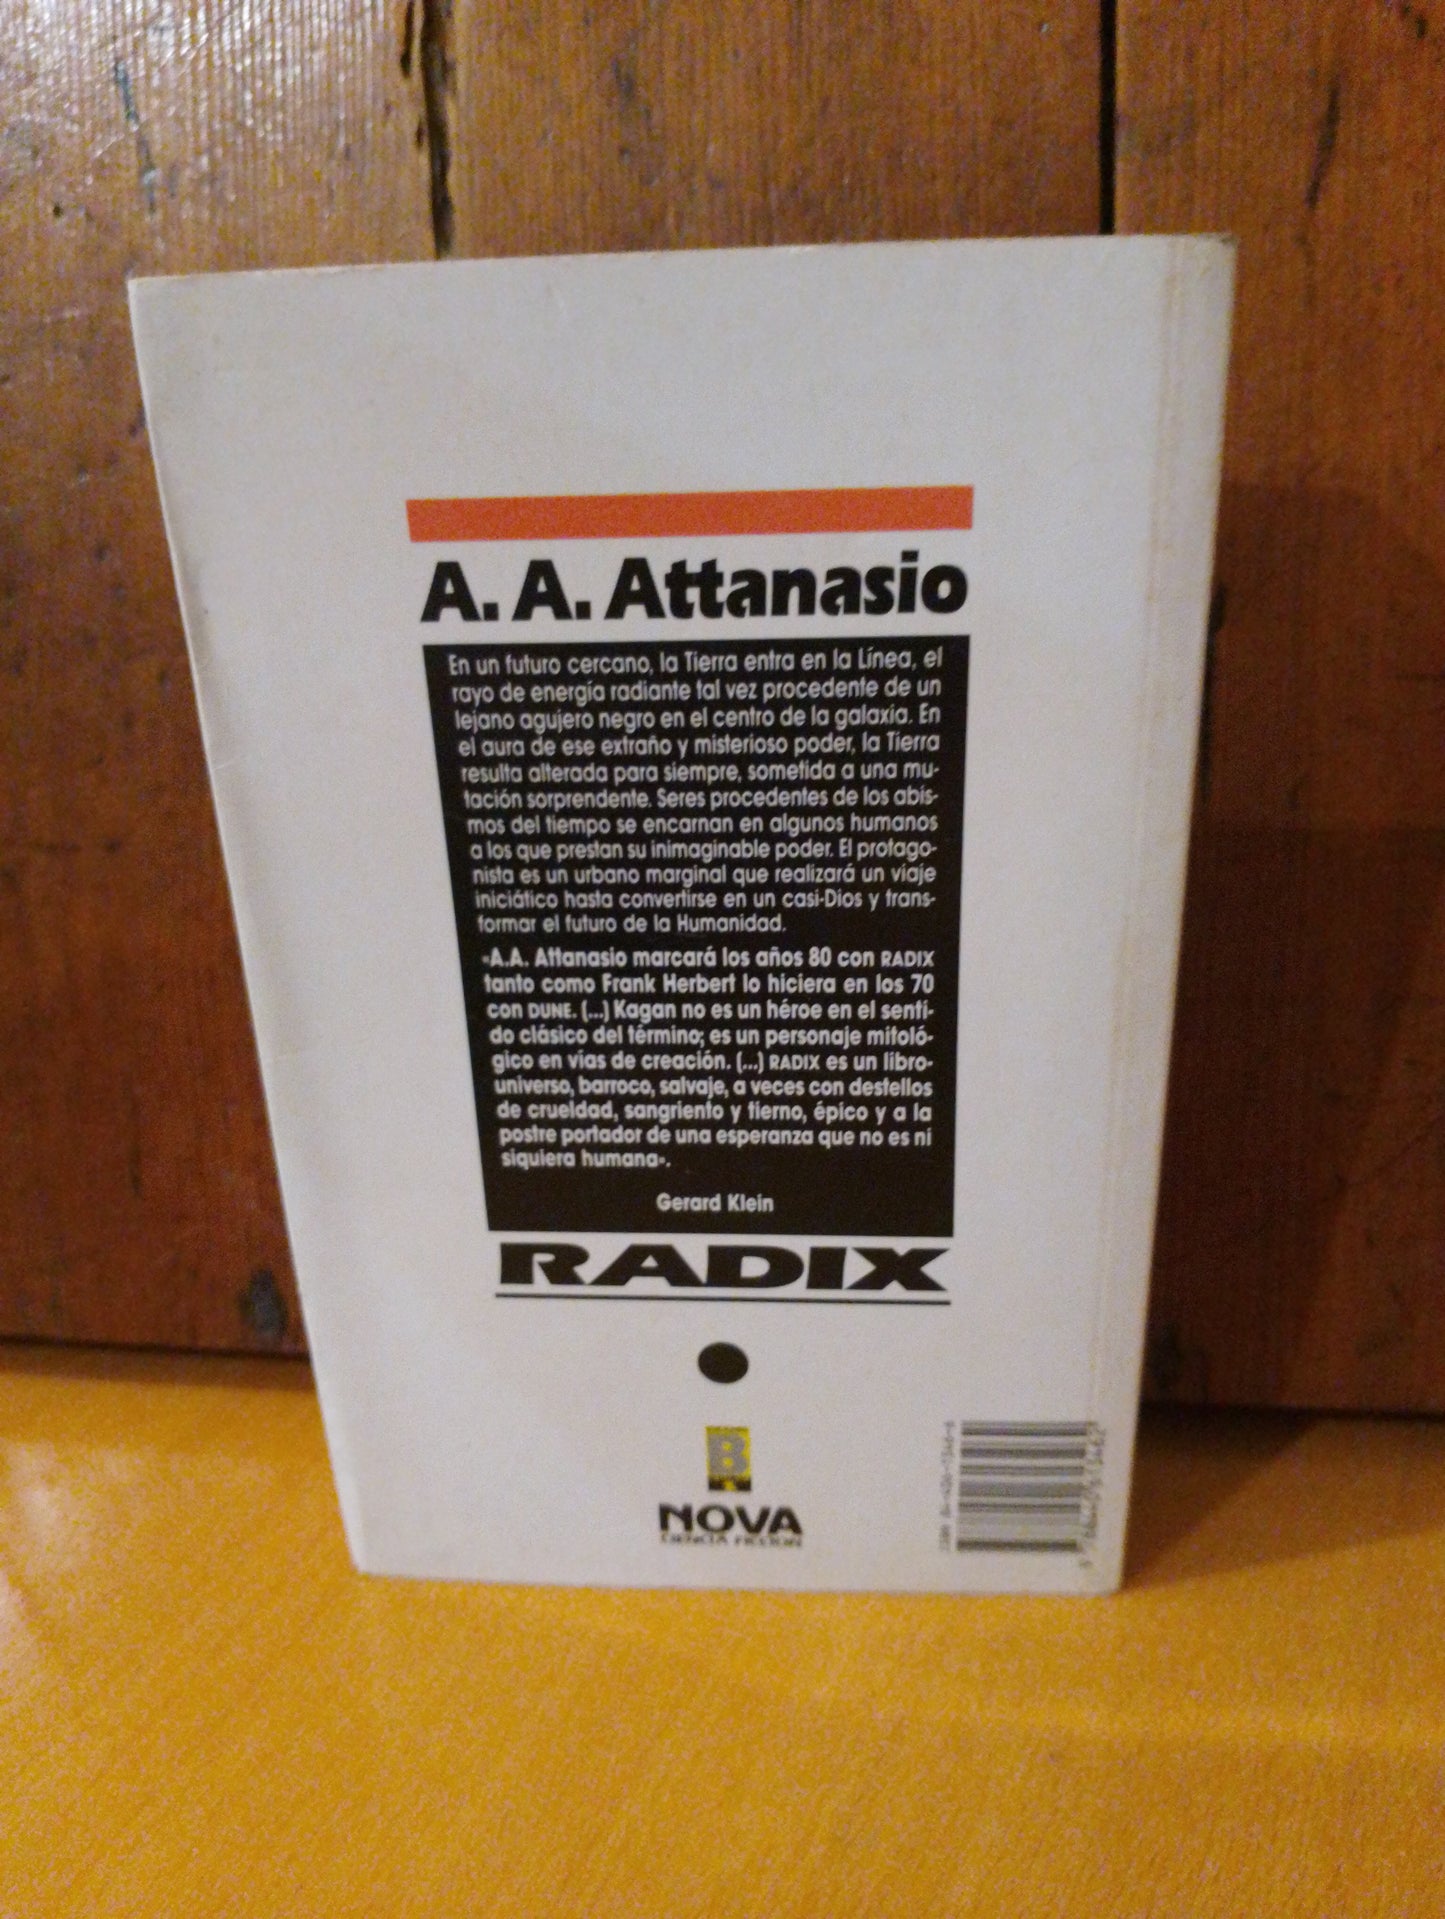 A. A. Attanasio
En un futuro cercano, la Tierra entra en la Línea, el
rayo de energía radiante tal vez procedente de un
lejano agujero negro en el centro de la galaxia. En
el aura de ese extraño y misterioso poder, la Tierra
resulta alterada para siempre, sometida a una mu-
tación sorprendente. Seres procedentes de los abis-
mos del tiempo se encarnan en algunos humanos
a los que prestan su inimaginable poder. El protago-
nista es un urbano marginal que realizará un viaje
iniciático hasta convertirse en un casi-Dios y trans-
formar el futuro de la Humanidad.
«A.A. Attanasio marcará los años 80 con RADIX
tanto como Frank Herbert lo hiciera en los 70
con DUNE. (...) Kagan no es un héroe en el senti-
do clásico del término; es un personaje mitoló-
gico en vías de creación. (...) RADIX es un libro-
universo, barroco, salvaje, a veces con destellos
de crueldad, sangriento y tierno, épico y a la
postre portador de una esperanza que no es ni
siquiera humana».
Gerard Klein
RADIX
B
NOVA
CIENCIA FICCION